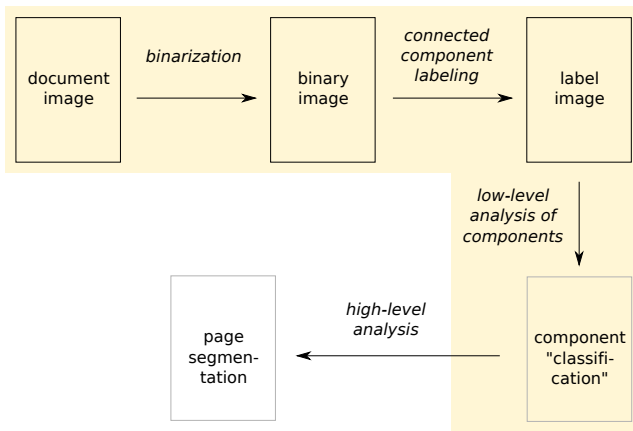 document
image
binarization
binary
image
connected
component
labeling
label
image
low-level
analysis of
components
component
"classifi-
cation"
high-level
analysis
page
segmen-
tation